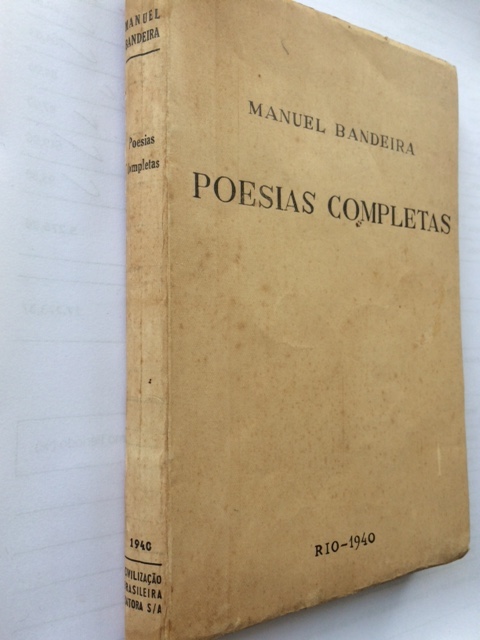 MANUEL
BANDEIRA
Poesias
Completas
1940
CIVILIZAÇÃO
BRASILEIRA
EDITORA S/A
MANUEL BANDEIRA
POESIAS COMPLETAS
RIO-1940